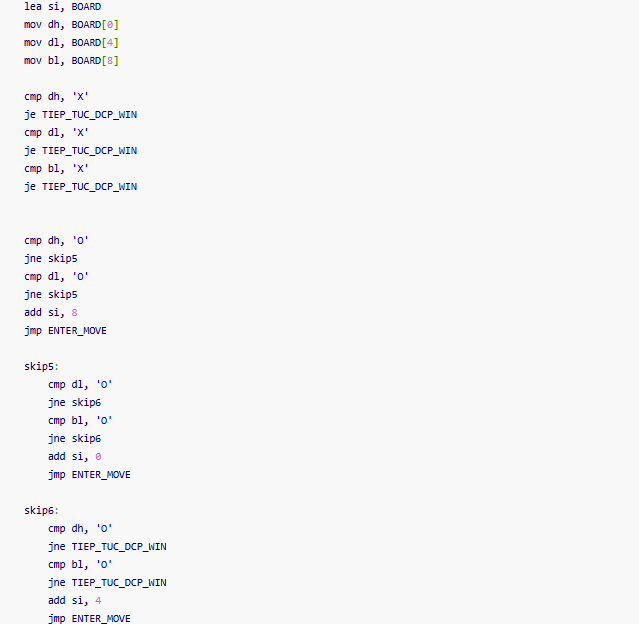 lea si, BOARD
mov dh, BOARD[0]
mov dl, BOARD[4]
mov bl, BOARD[8]
cmp dh, 'X'
je TIEP_TUC_DCP_WIN
cmp dl, 'X'
je TIEP_TUC_DCP_WIN
cmp bl, 'X'
je TIEP_TUC_DCP_WIN
cmp dh, 'O'
jne skip5
cmp dl, 'O'
jne skip5
add si, 8
jmp ENTER_MOVE
skip5:
cmp dl, 'O'
jne skip6
cmp bl, 'O'
jne skip6
add si, 0
jmp ENTER_MOVE
skip6:
cmp dh, 'O'
jne TIEP_TUC_DCP_WIN
cmp bl, 'O'
jne TIEP_TUC_DCP_WIN
add si, 4
jmp ENTER_MOVE